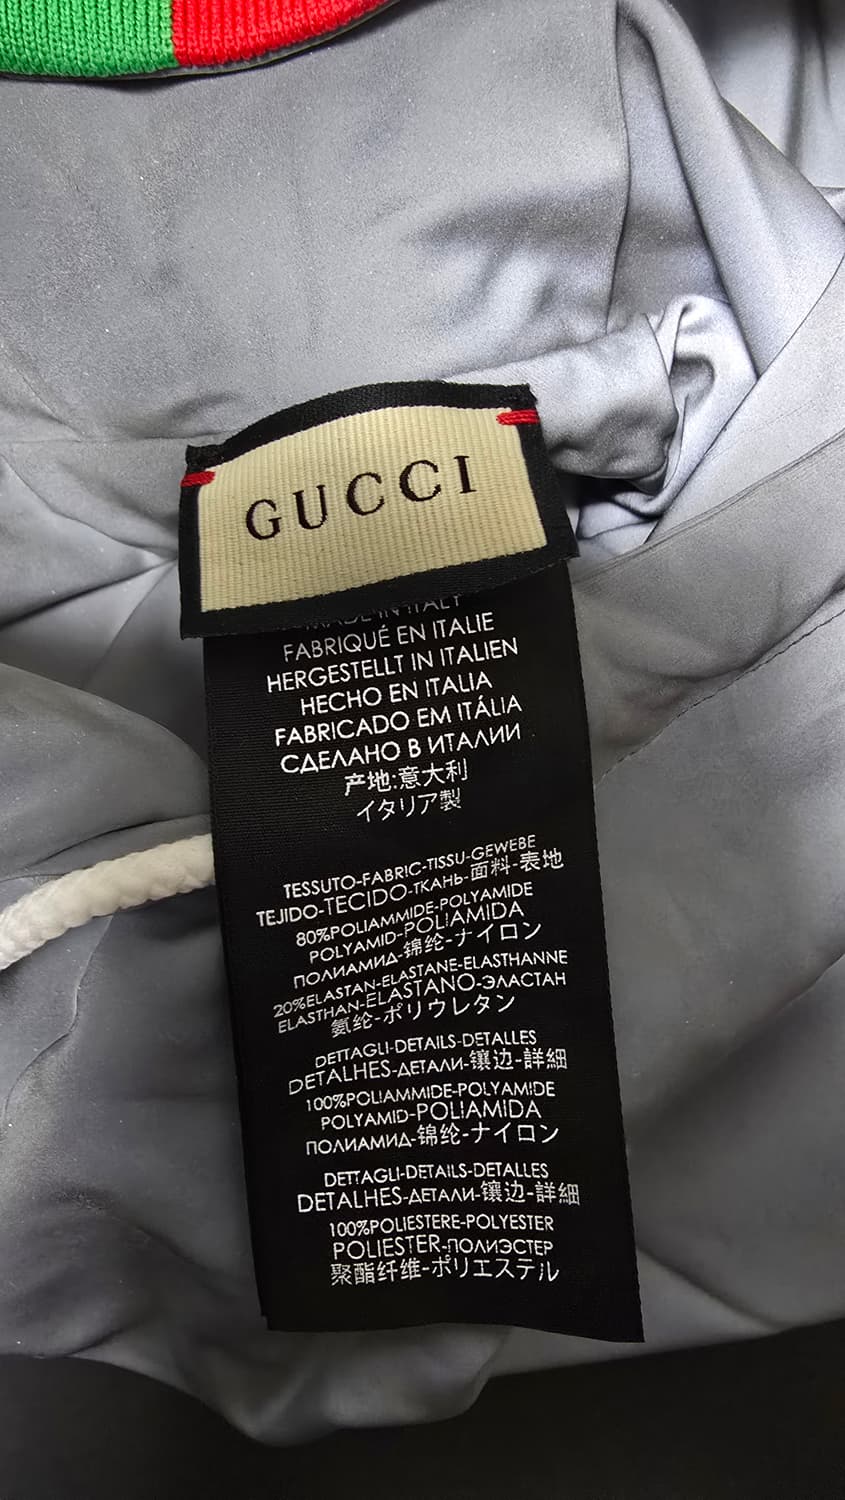 GUCCI
MADE IN ITALY
FABRIQUÉ EN ITALIE
HERGESTELLT IN ITALIEN
HECHO EN ITALIA
FABRICADO EM ITÁLIA
СДЕЛАНО В ИТАЛИИ
产地:意大利
イタリア製
TESSUTO-FABRIC-TISSU-GEWEBE
TEJIDO-TECIDO-ТКАНЬ-面料-表地
80%POLIAMMIDE-POLYAMIDE
POLYAMID-POLIAMIDA
ПОЛИАМИД-锦纶-ナイロン
20%ELASTAN-ELASTANE-ELASTHANNE
ELASTHAN-ELASTANO-ЭЛАСТАН
氨纶-ポリウレタン
DETTAGLI-DETAILS-DETALLES
DETALHES-ДЕТАЛИ-镶边-詳細
100%POLIAMMIDE-POLYAMIDE
POLYAMID-POLIAMIDA
ПОЛИАМИД-锦纶-ナイロン
DETTAGLI-DETAILS-DETALLES
DETALHES-ДЕТАЛИ-镶边-詳細
100%POLIESTERE-POLYESTER
POLIESTER-ПОЛИЭСТЕР
聚酯纤维-ポリエステル